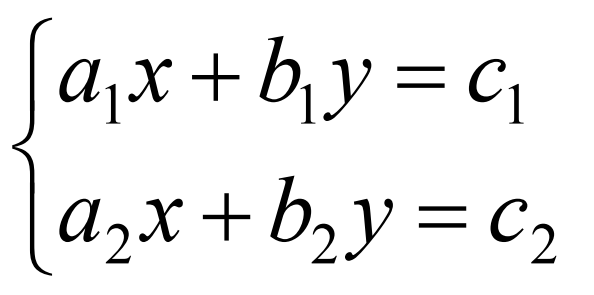 a₁x + b₁y = c₁
a₂x + b₂y = c₂